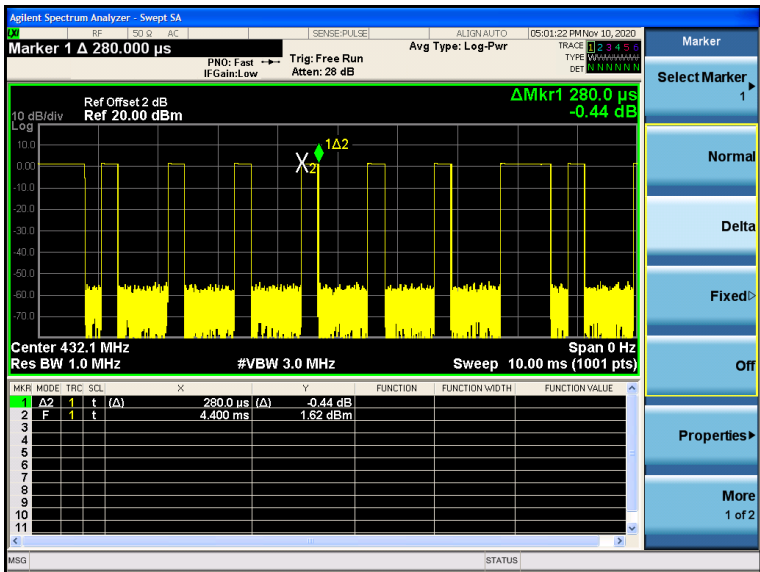 Agilent Spectrum Analyzer - Swept SA
LXI RF 50 Ω AC SENSE:PULSE ALIGN AUTO 05:01:22 PM Nov 10, 2020
Marker 1 Δ 280.000 µs
PNO: Fast
IFGain:Low
Trig: Free Run
Atten: 28 dB
Avg Type: Log-Pwr
TRACE 1 2 3 4 5 6
TYPE
DET N N N N N N
ΔMkr1 280.0 µs
-0.44 dB
Ref Offset 2 dB
10 dB/div Ref 20.00 dBm
Log
10.0
0.00
-10.0
-20.0
-30.0
-40.0
-50.0
-60.0
-70.0
1Δ2
X2
Center 432.1 MHz Span 0 Hz
Res BW 1.0 MHz #VBW 3.0 MHz Sweep 10.00 ms (1001 pts)
MKR MODE TRC SCL X Y FUNCTION FUNCTION WIDTH FUNCTION VALUE
1 Δ2 1 t (Δ) 280.0 µs (Δ) -0.44 dB
2 F 1 t 4.400 ms 1.62 dBm
3
4
5
6
7
8
9
10
11
MSG STATUS
Marker
Select Marker
1
Normal
Delta
Fixed
Off
Properties
More
1 of 2